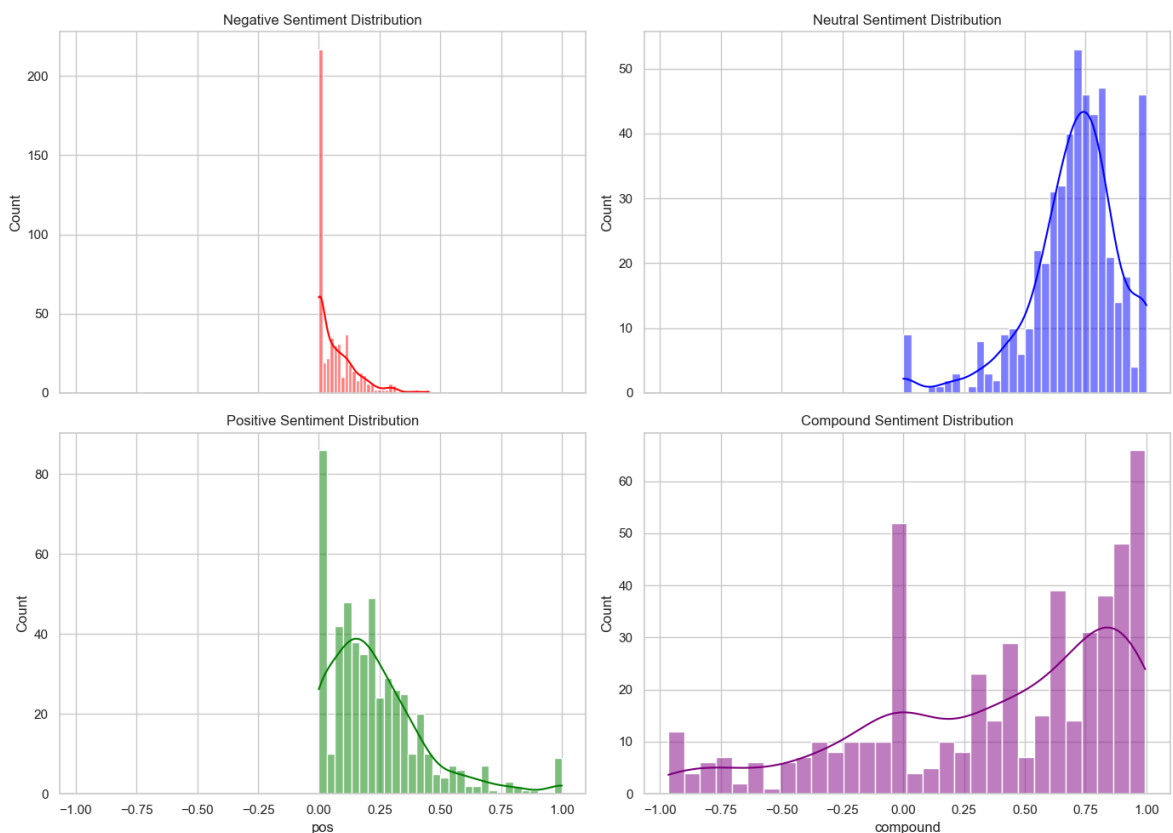 Negative Sentiment Distribution
Neutral Sentiment Distribution
Count
200
150
100
50
0
Count
50
40
30
20
10
0
Positive Sentiment Distribution
Compound Sentiment Distribution
Count
80
60
40
20
0
−1.00 −0.75 −0.50 −0.25 0.00 0.25 0.50 0.75 1.00
pos
Count
60
50
40
30
20
10
0
−1.00 −0.75 −0.50 −0.25 0.00 0.25 0.50 0.75 1.00
compound